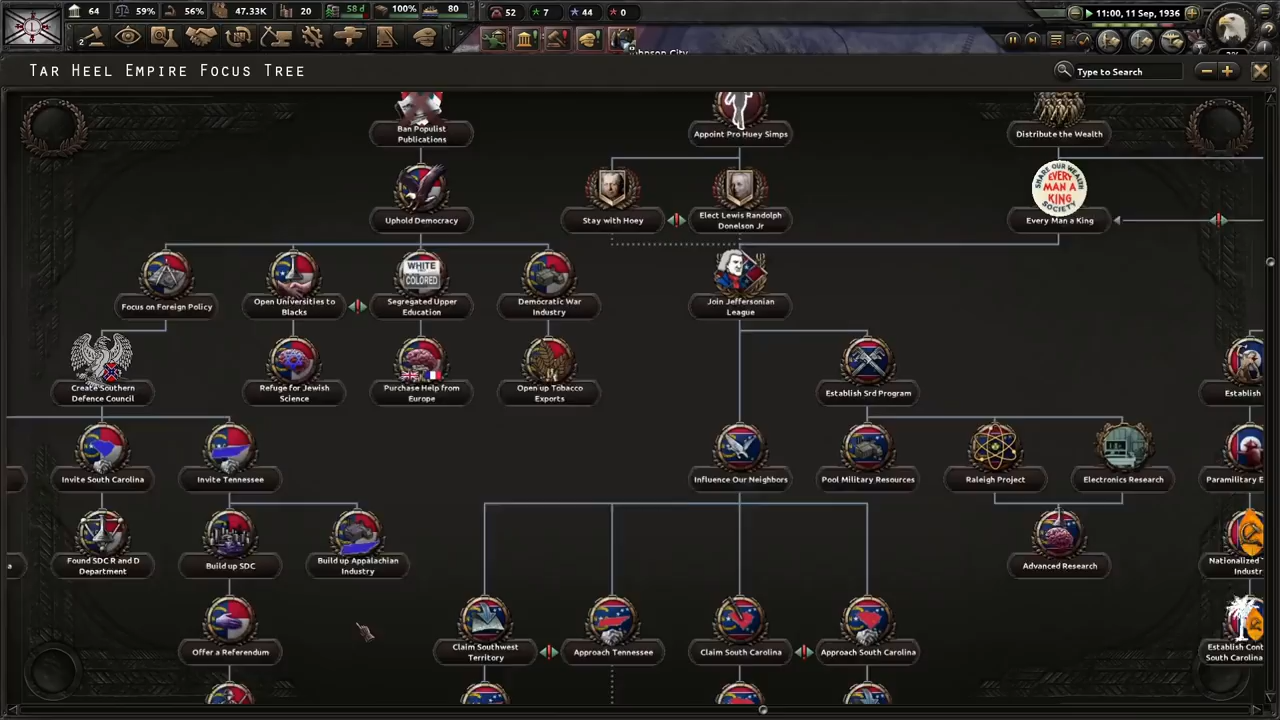 64
59%
56%
47.33K
20
58 d
100%
80
52
7
44
0
11:00, 11 Sep, 1936
2
Johnson City
Tar Heel Empire Focus Tree
Type to Search
Ban Populist
Publications
Appoint Pro Huey Simps
Distribute the Wealth
SHARE OUR WEALTH
EVERY
MAN A
KING
SOCIETY
Uphold Democracy
Stay with Hoey
Elect Lewis Randolph
Donelson Jr
Every Man a King
WHITE
COLORED
Focus on Foreign Policy
Open Universities to
Blacks
Segregated Upper
Education
Democratic War
Industry
Join Jeffersonian
League
Create Southern
Defence Council
Refuge for Jewish
Science
Purchase Help from
Europe
Open up Tobacco
Exports
Establish Srd Program
Establish
Invite South Carolina
Invite Tennessee
Influence Our Neighbors
Pool Military Resources
Raleigh Project
Electronics Research
Paramilitary E
a
Found SDC R and D
Department
Build up SDC
Build up Appalachian
Industry
Advanced Research
Nationalized
Industr
Offer a Referendum
Claim Southwest
Territory
Approach Tennessee
Claim South Carolina
Approach South Carolina
Establish Cont
South Carolina